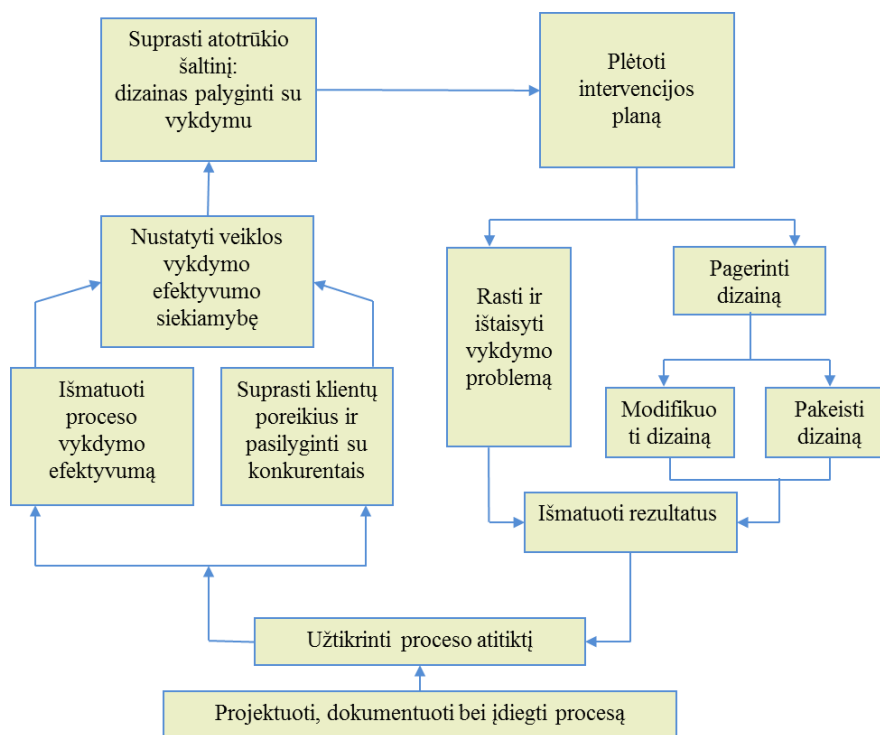 Suprasti atotrūkio
šaltinį:
dizainas palyginti su
vykdymu
Plėtoti
intervencijos
planą
Nustatyti veiklos
vykdymo
efektyvumo
siekiamybę
Rasti ir
ištaisyti
vykdymo
problemą
Pagerinti
dizainą
Išmatuoti
proceso
vykdymo
efektyvumą
Suprasti klientų
poreikius ir
pasilyginti su
konkurentais
Modifikuo
ti dizainą
Pakeisti
dizainą
Išmatuoti rezultatus
Užtikrinti proceso atitiktį
Projektuoti, dokumentuoti bei įdiegti procesą